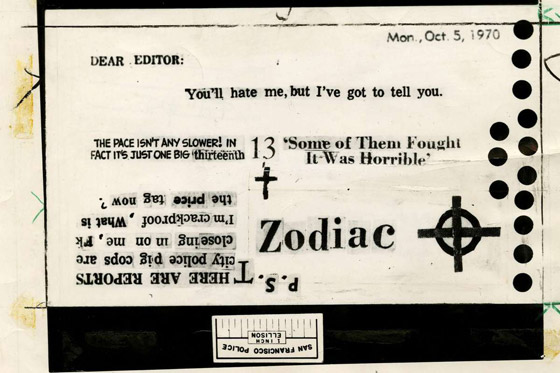 Mon., Oct. 5, 1970
DEAR EDITOR:
You'll hate me, but I've got to tell you.
THE PACE ISN'T ANY SLOWER! IN
FACT IT'S JUST ONE BIG thirteenth
13 'Some of Them Fought
It Was Horrible'
P.S. THERE ARE REPORTS
city police pig cops are
closeing in on me, Fk
I'm crackproof, What is
the price tag now ?
Zodiac
SAN FRANCISCO POLICE
ELLISON
1 INCH